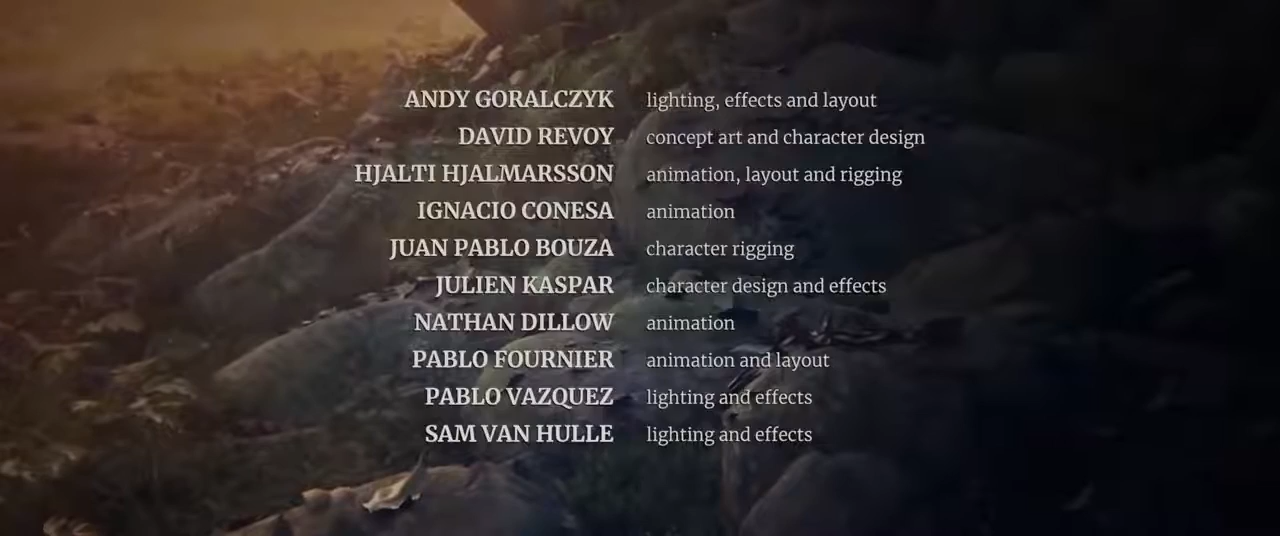 ANDY GORALCZYK lighting, effects and layout
DAVID REVOY concept art and character design
HJALTI HJALMARSSON animation, layout and rigging
IGNACIO CONESA animation
JUAN PABLO BOUZA character rigging
JULIEN KASPAR character design and effects
NATHAN DILLOW animation
PABLO FOURNIER animation and layout
PABLO VAZQUEZ lighting and effects
SAM VAN HULLE lighting and effects